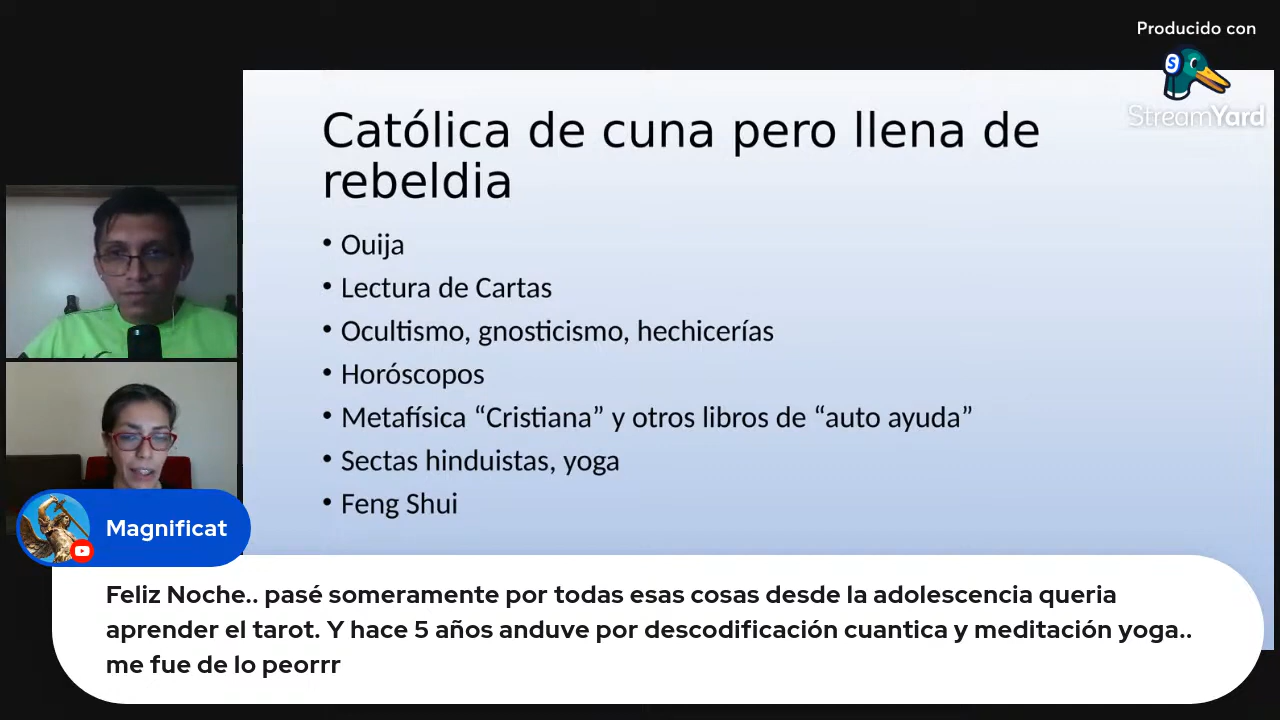 Producido con
StreamYard
Católica de cuna pero llena de
rebeldia
• Ouija
• Lectura de Cartas
• Ocultismo, gnosticismo, hechicerías
• Horóscopos
• Metafísica “Cristiana” y otros libros de “auto ayuda”
• Sectas hinduistas, yoga
• Feng Shui
Magnificat
Feliz Noche.. pasé someramente por todas esas cosas desde la adolescencia queria
aprender el tarot. Y hace 5 años anduve por descodificación cuantica y meditación yoga..
me fue de lo peorrr